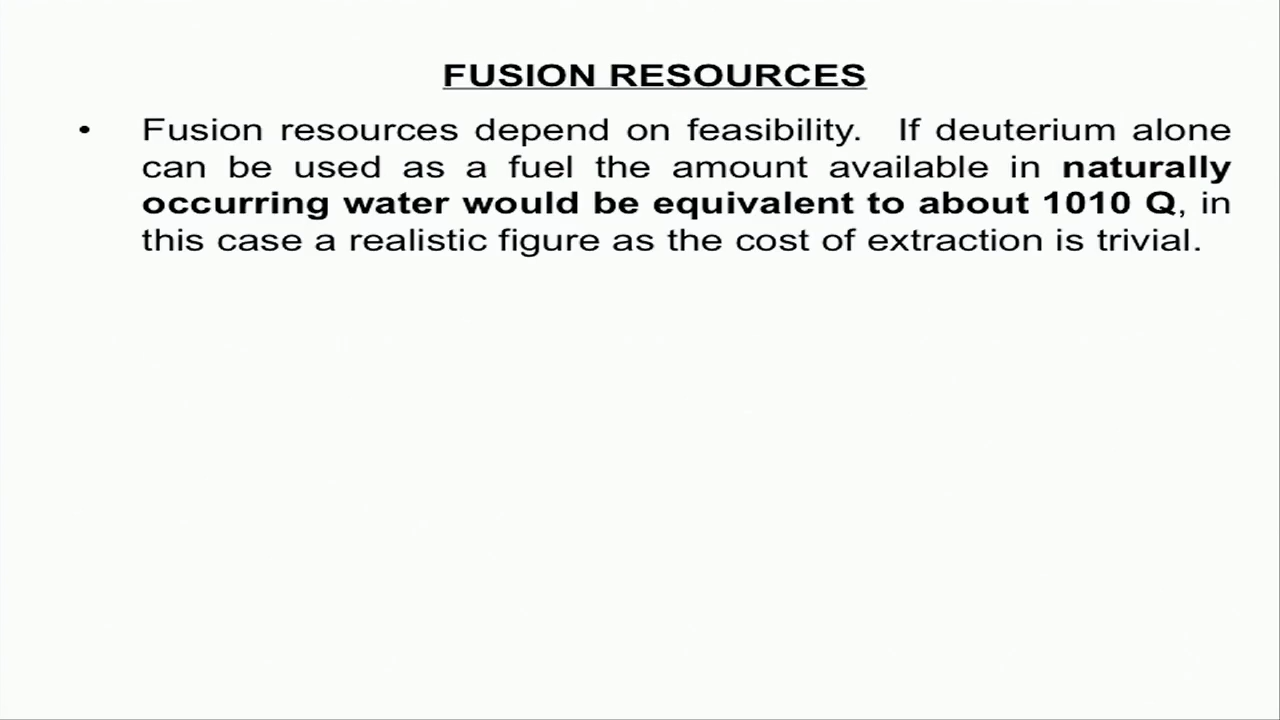 FUSION RESOURCES
• Fusion resources depend on feasibility. If deuterium alone
can be used as a fuel the amount available in naturally
occurring water would be equivalent to about 1010 Q, in
this case a realistic figure as the cost of extraction is trivial.